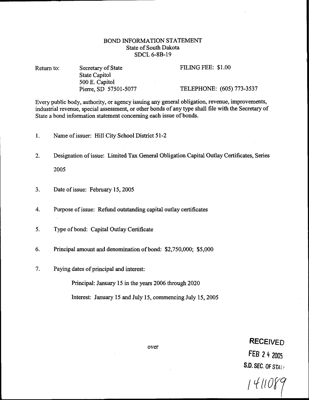 BOND INFORMATION STATEMENT
State of South Dakota
SDCL 6-8B-19
Return to: Secretary of State FILING FEE: $1.00
State Capitol
500 E. Capitol
Pierre, SD 57501-5077 TELEPHONE: (605) 773-3537
Every public body, authority, or agency issuing any general obligation, revenue, improvements,
industrial revenue, special assessment, or other bonds of any type shall file with the Secretary of
State a bond information statement concerning each issue of bonds.
1. Name of issuer: Hill City School District 51-2
2. Designation of issue: Limited Tax General Obligation Capital Outlay Certificates, Series
2005
3. Date of issue: February 15, 2005
4. Purpose of issue: Refund outstanding capital outlay certificates
5. Type of bond: Capital Outlay Certificate
6. Principal amount and denomination of bond: $2,750,000; $5,000
7. Paying dates of principal and interest:
Principal: January 15 in the years 2006 through 2020
Interest: January 15 and July 15, commencing July 15, 2005
over
RECEIVED
FEB 24 2005
S.D. SEC. OF STATE
1411089